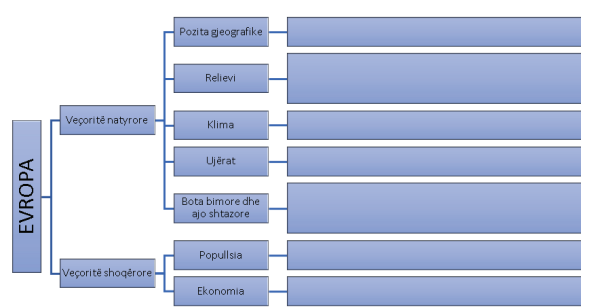 EVROPA
Veçoritë natyrore
Pozita gjeografike
Relievi
Klima
Ujërat
Bota bimore dhe
ajo shtazore
Veçoritë shoqërore
Popullsia
Ekonomia